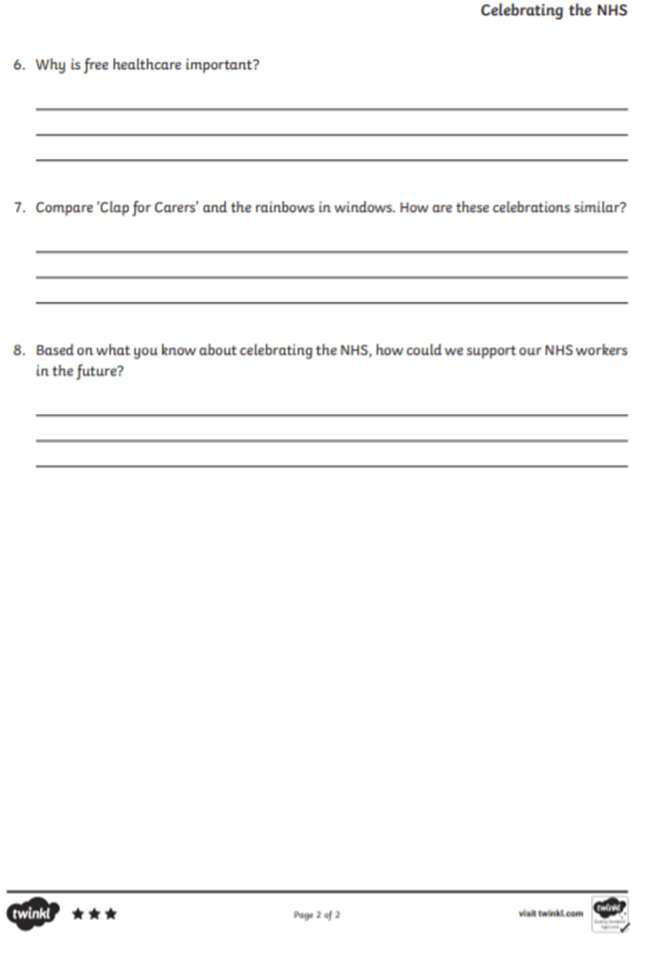 Celebrating the NHS
6. Why is free healthcare important?
7. Compare ‘Clap for Carers’ and the rainbows in windows. How are these celebrations similar?
8. Based on what you know about celebrating the NHS, how could we support our NHS workers
in the future?
twinkl
Page 2 of 2
visit twinkl.com
twinkl